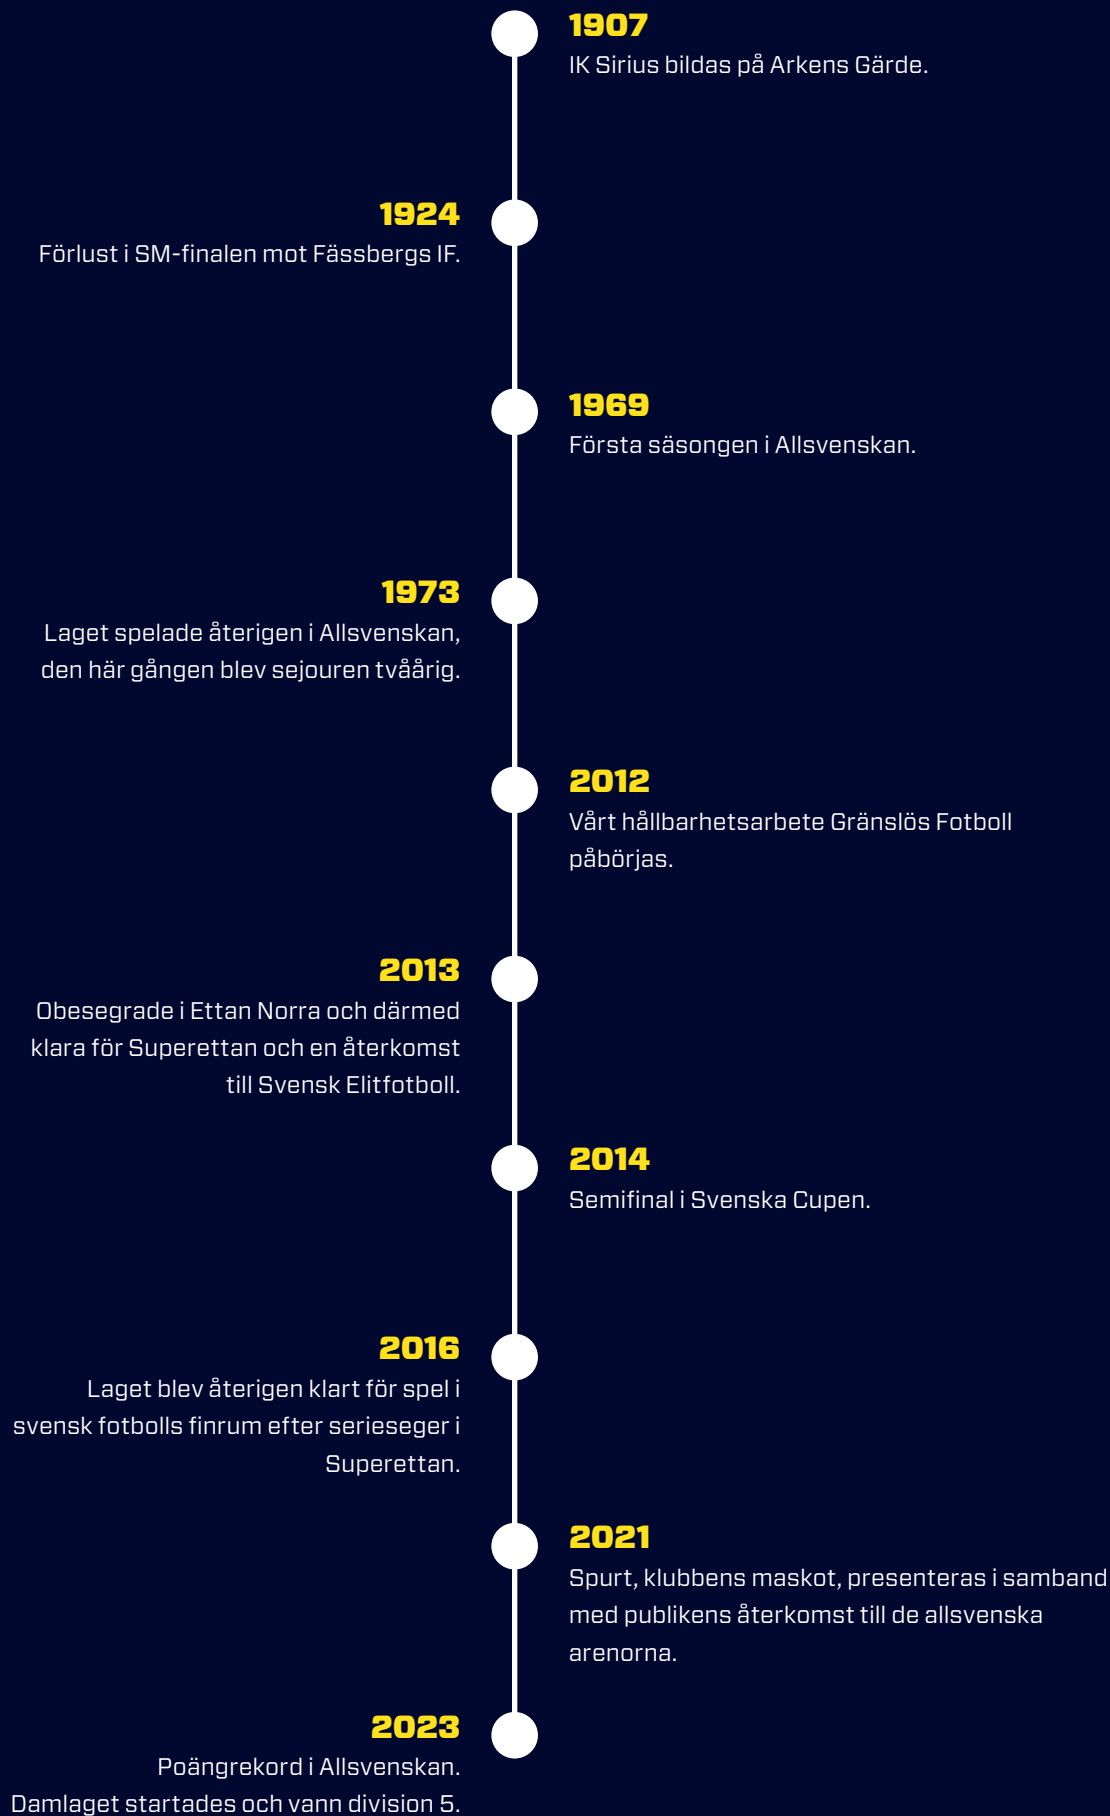 1907
IK Sirius bildas på Arkens Gärde.
1924
Förlust i SM-finalen mot Fässbergs IF.
1969
Första säsongen i Allsvenskan.
1973
Laget spelade återigen i Allsvenskan,
den här gången blev sejouren tvåårig.
2012
Vårt hållbarhetsarbete Gränslös Fotboll
påbörjas.
2013
Obesegrade i Ettan Norra och därmed
klara för Superettan och en återkomst
till Svensk Elitfotboll.
2014
Semifinal i Svenska Cupen.
2016
Laget blev återigen klart för spel i
svensk fotbolls finrum efter serieseger i
Superettan.
2021
Spurt, klubbens maskot, presenteras i samband
med publikens återkomst till de allsvenska
arenorna.
2023
Poängrekord i Allsvenskan.
Damlaget startades och vann division 5.